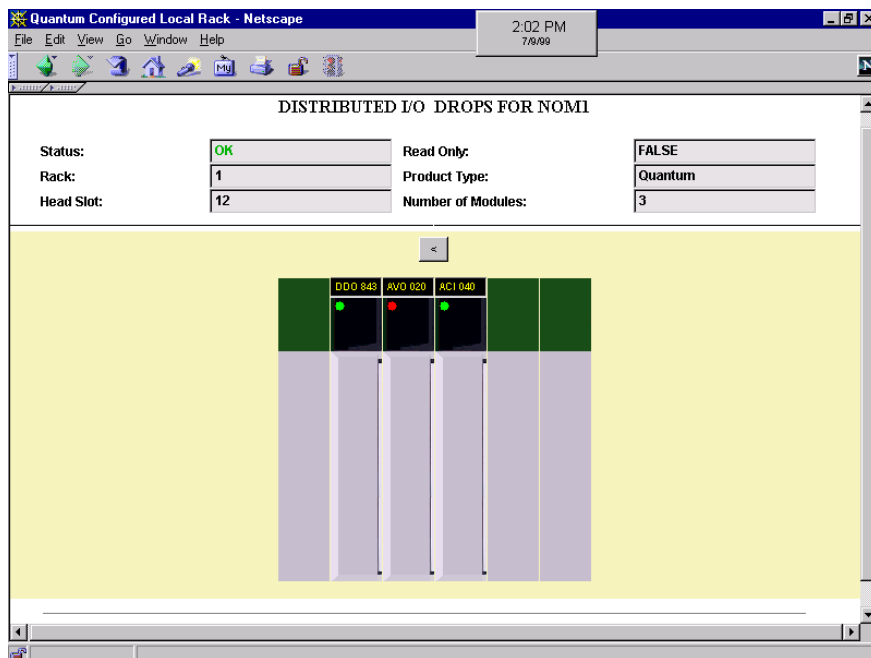 Quantum Configured Local Rack - Netscape
2:02 PM
7/9/99
File Edit View Go Window Help
My
N
DISTRIBUTED I/O DROPS FOR NOM1
Status: OK Read Only: FALSE
Rack: 1 Product Type: Quantum
Head Slot: 12 Number of Modules: 3
<
DDO 843 AVO 020 ACI 040